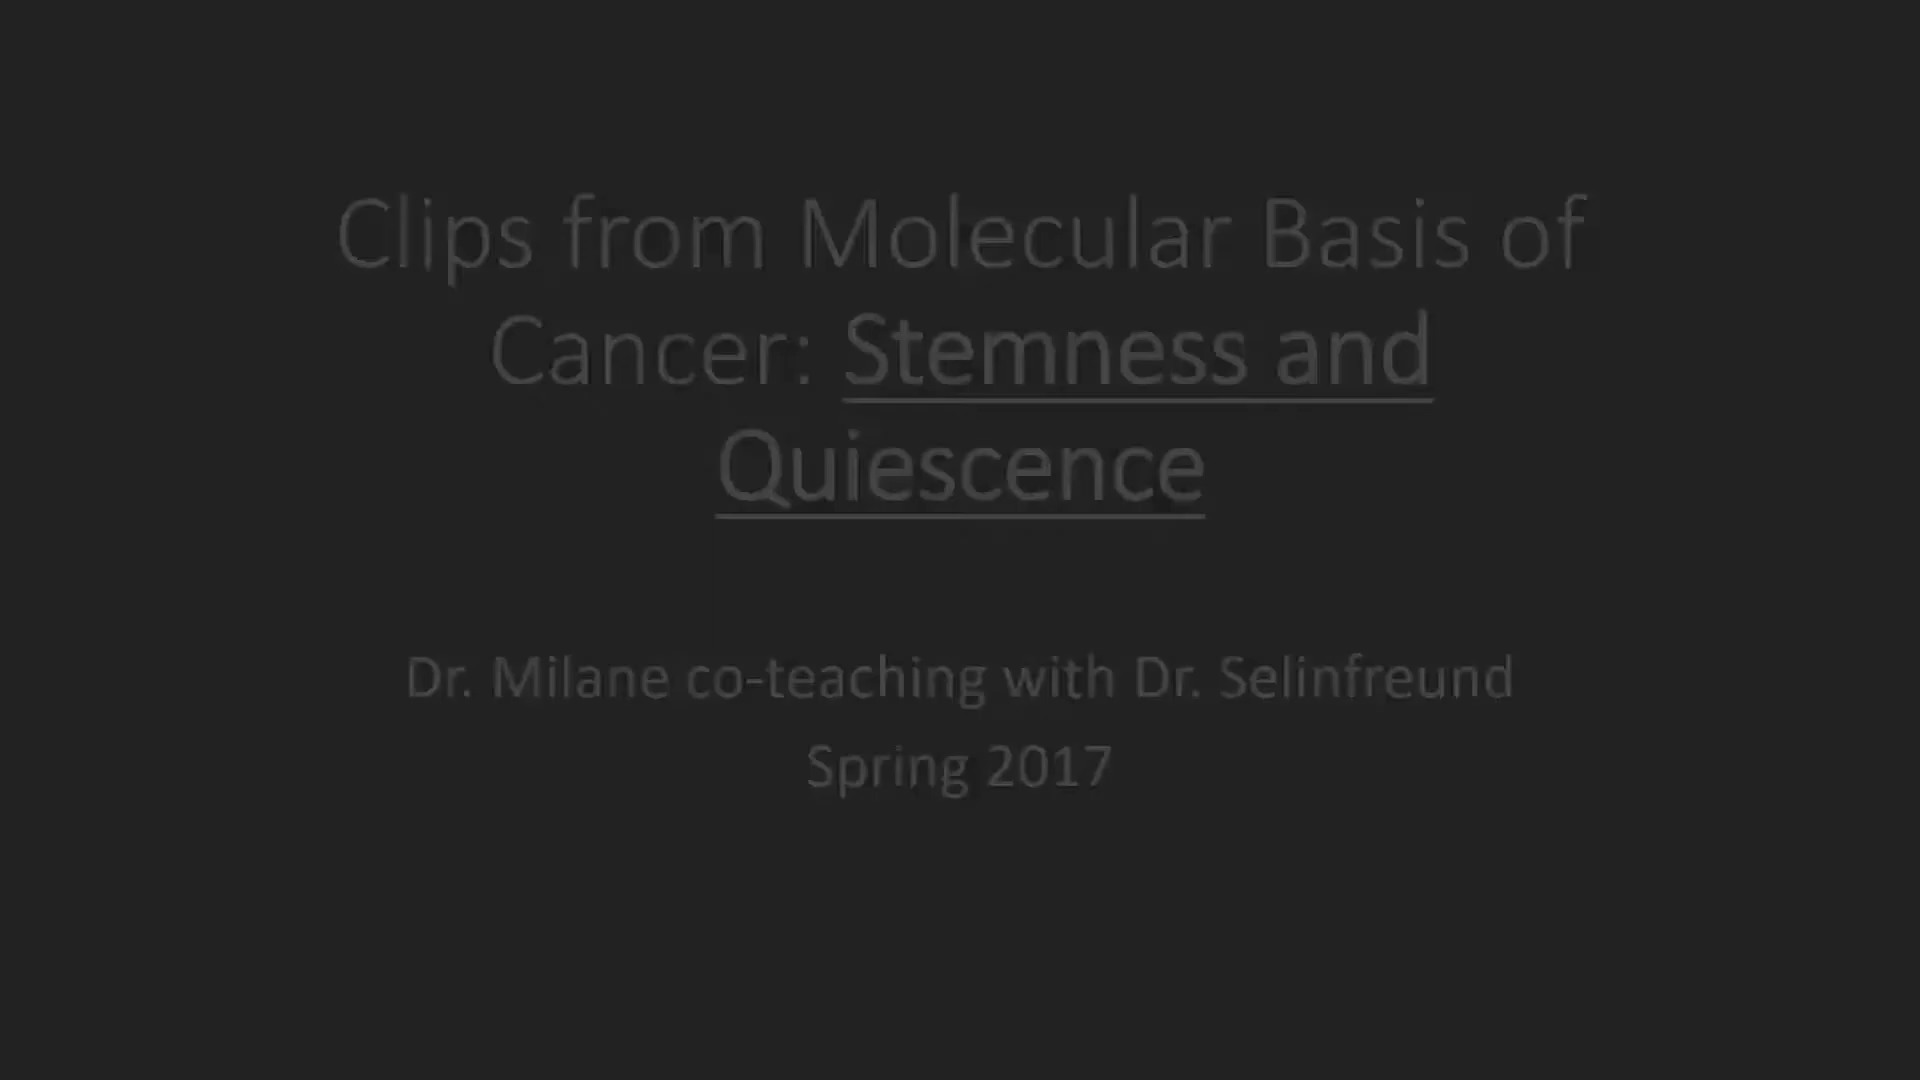 Clips from Molecular Basis of
Cancer: Stemness and
Quiescence
Dr. Milane co-teaching with Dr. Selinfreund
Spring 2017